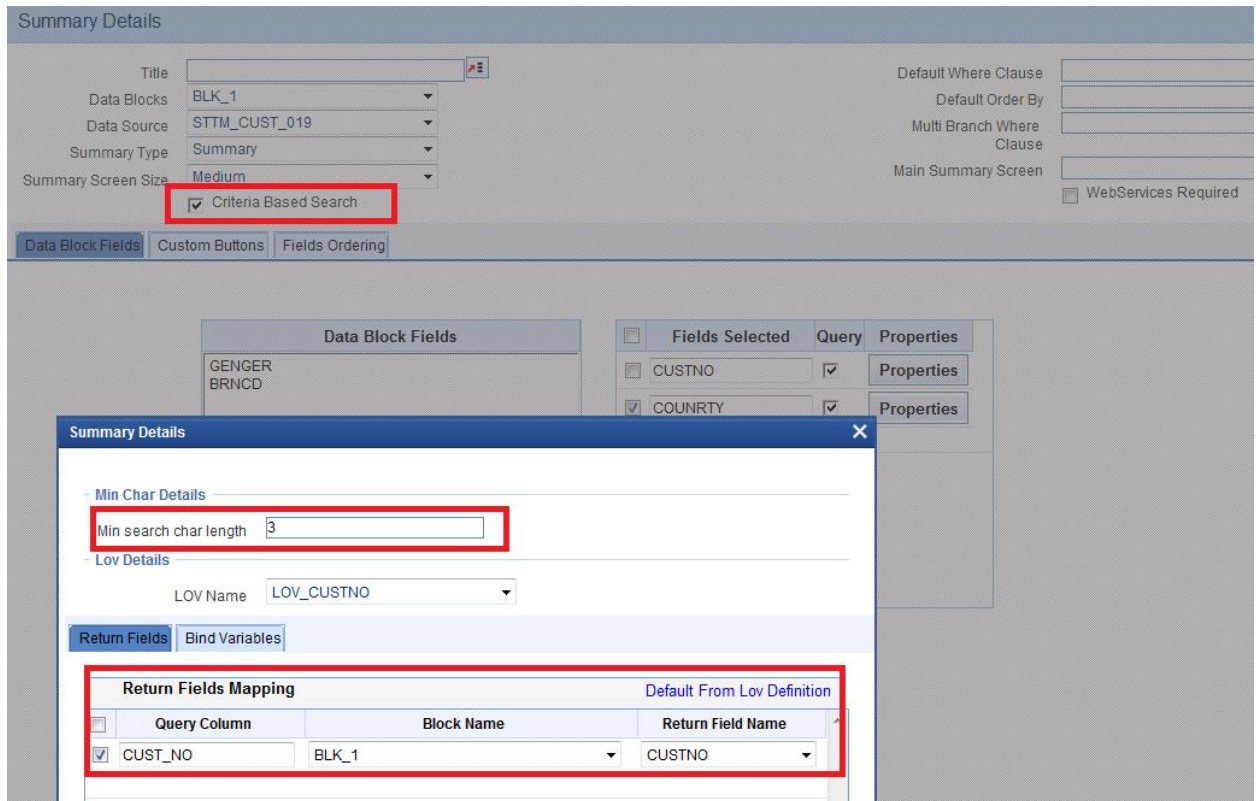 Summary Details
Title
Default Where Clause
Data Blocks BLK_1
Default Order By
Data Source STTM_CUST_019
Multi Branch Where
Clause
Summary Type Summary
Main Summary Screen
Summary Screen Size Medium
WebServices Required
Criteria Based Search
Data Block Fields Custom Buttons Fields Ordering
Data Block Fields
Fields Selected Query Properties
GENGER
BRNCD
CUSTNO Properties
COUNRTY Properties
Summary Details
Min Char Details
Min search char length 3
Lov Details
LOV Name LOV_CUSTNO
Return Fields Bind Variables
Return Fields Mapping Default From Lov Definition
Query Column Block Name Return Field Name
CUST_NO BLK_1 CUSTNO